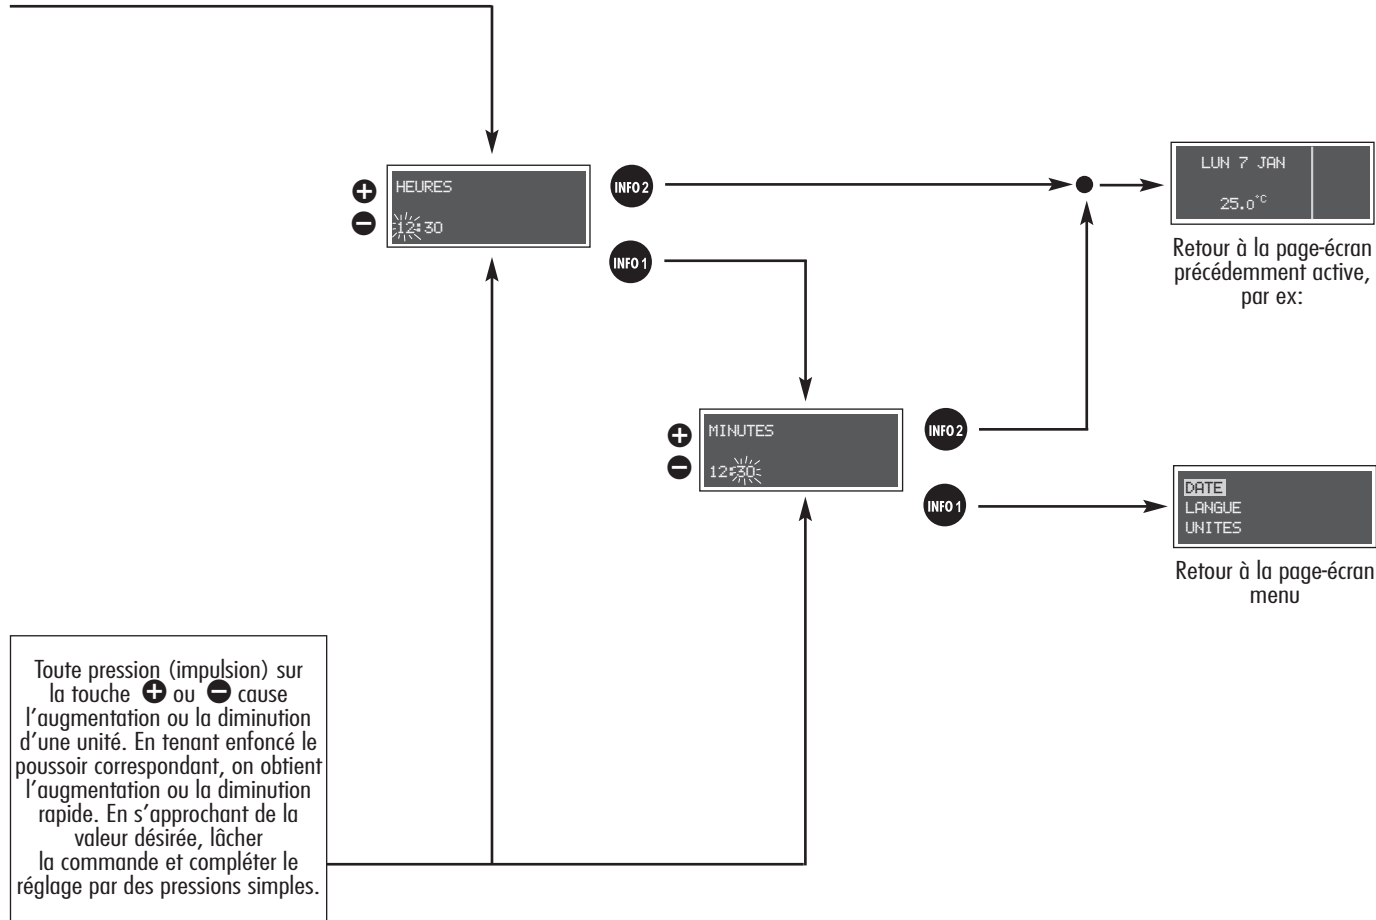 HEURES
12:30
INFO 2
INFO 1
LUN 7 JAN
25.0°C
Retour à la page-écran
précédemment active,
par ex:
MINUTES
12:30
INFO 2
INFO 1
DATE
LANGUE
UNITES
Retour à la page-écran
menu
Toute pression (impulsion) sur
la touche + ou - cause
l'augmentation ou la diminution
d'une unité. En tenant enfoncé le
poussoir correspondant, on obtient
l'augmentation ou la diminution
rapide. En s'approchant de la
valeur désirée, lâcher
la commande et compléter le
réglage par des pressions simples.